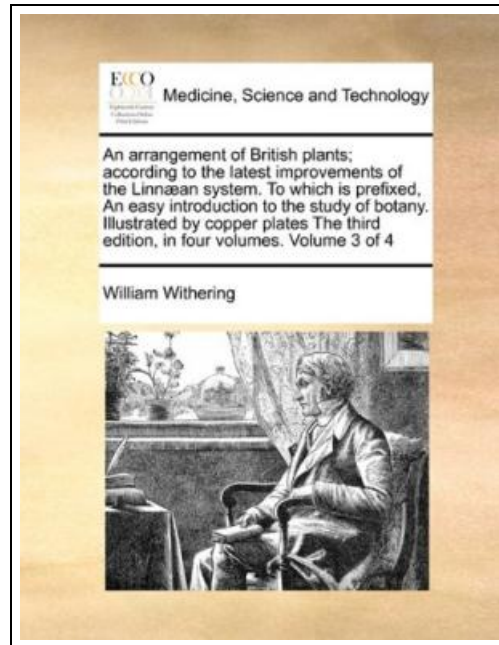 ECCO
Medicine, Science and Technology
An arrangement of British plants;
according to the latest improvements of
the Linnæan system. To which is prefixed,
An easy introduction to the study of botany.
Illustrated by copper plates The third
edition, in four volumes. Volume 3 of 4
William Withering